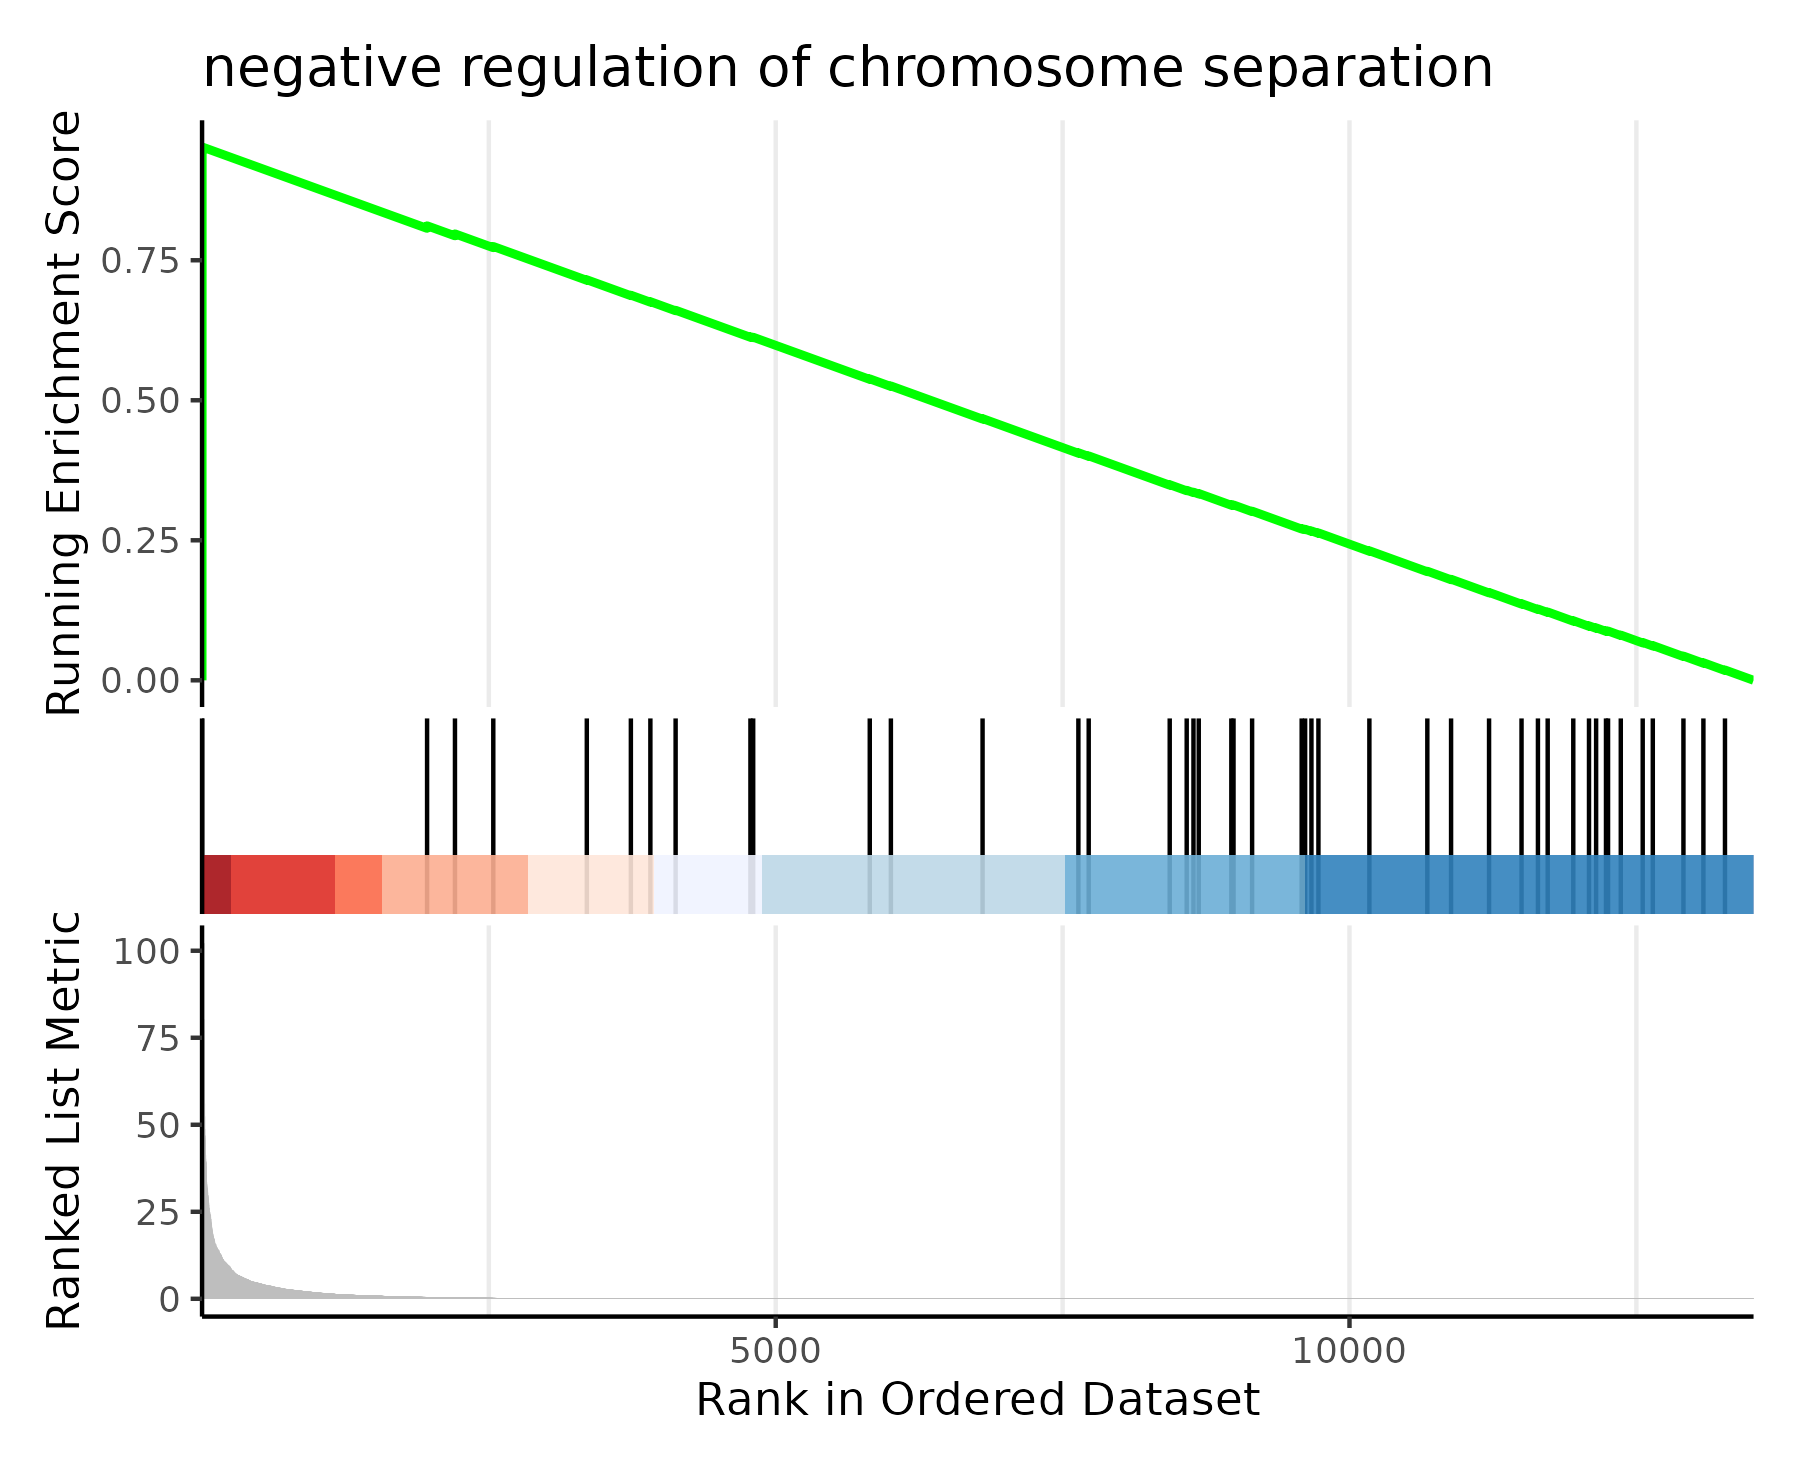 negative regulation of chromosome separation
Running Enrichment Score
0.75
0.50
0.25
0.00
Ranked List Metric
100
75
50
25
0
5000
10000
Rank in Ordered Dataset